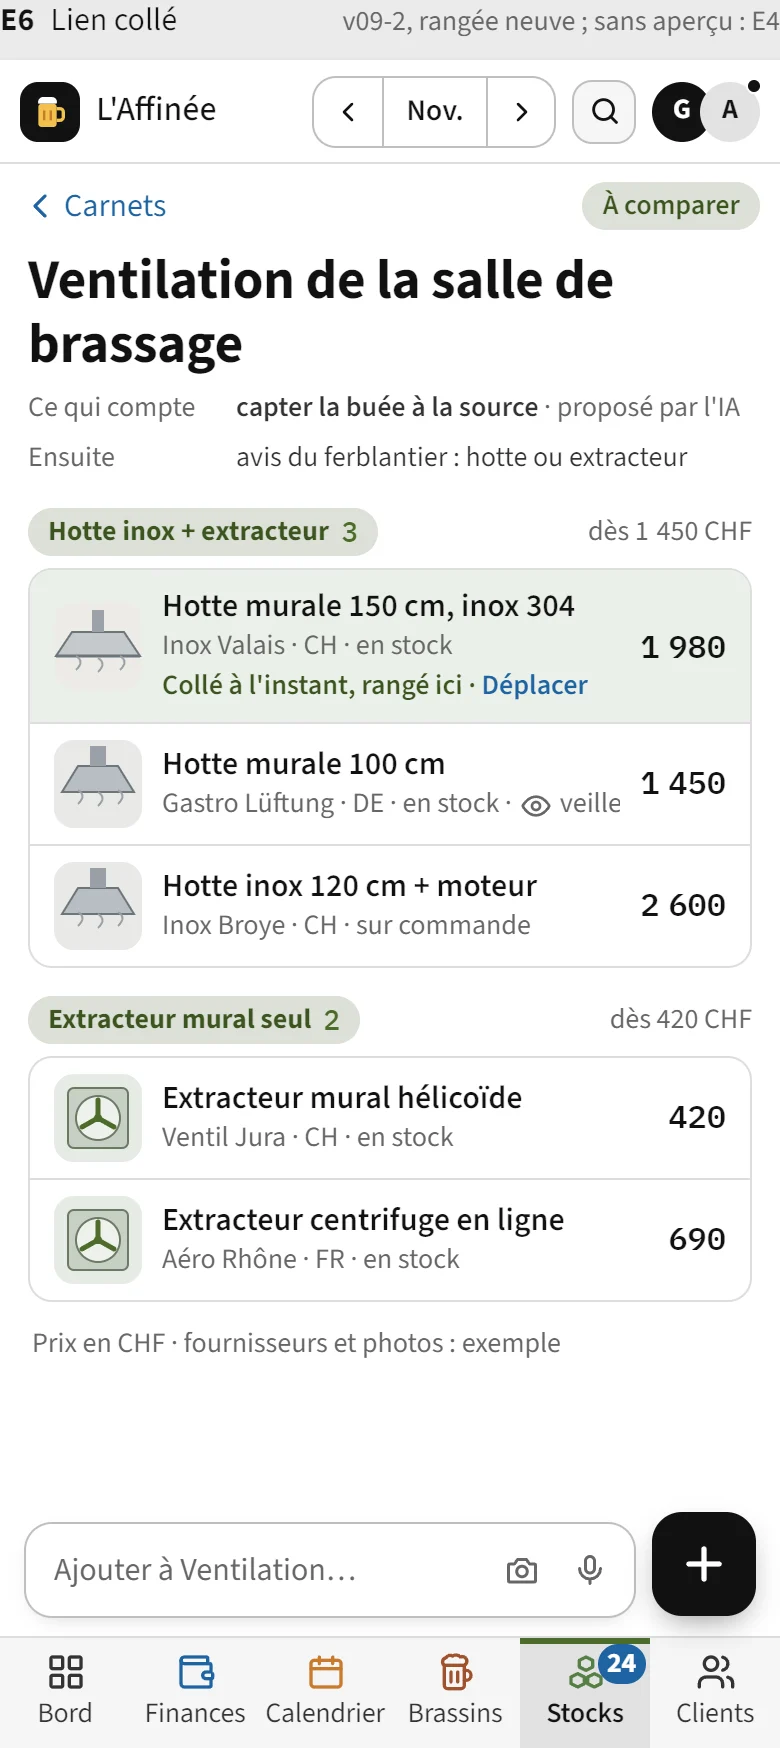 E6 Lien collé v09-2, rangée neuve ; sans aperçu : E4
L'Affinée Nov. G A
Carnets À comparer
Ventilation de la salle de
brassage
Ce qui compte capter la buée à la source · proposé par l'IA
Ensuite avis du ferblantier : hotte ou extracteur
Hotte inox + extracteur 3 dès 1 450 CHF
Hotte murale 150 cm, inox 304
Inox Valais · CH · en stock 1 980
Collé à l'instant, rangé ici · Déplacer
Hotte murale 100 cm
Gastro Lüftung · DE · en stock · veille 1 450
Hotte inox 120 cm + moteur
Inox Broye · CH · sur commande 2 600
Extracteur mural seul 2 dès 420 CHF
Extracteur mural hélicoïde
Ventil Jura · CH · en stock 420
Extracteur centrifuge en ligne
Aéro Rhône · FR · en stock 690
Prix en CHF · fournisseurs et photos : exemple
Ajouter à Ventilation…
24
Bord Finances Calendrier Brassins Stocks Clients